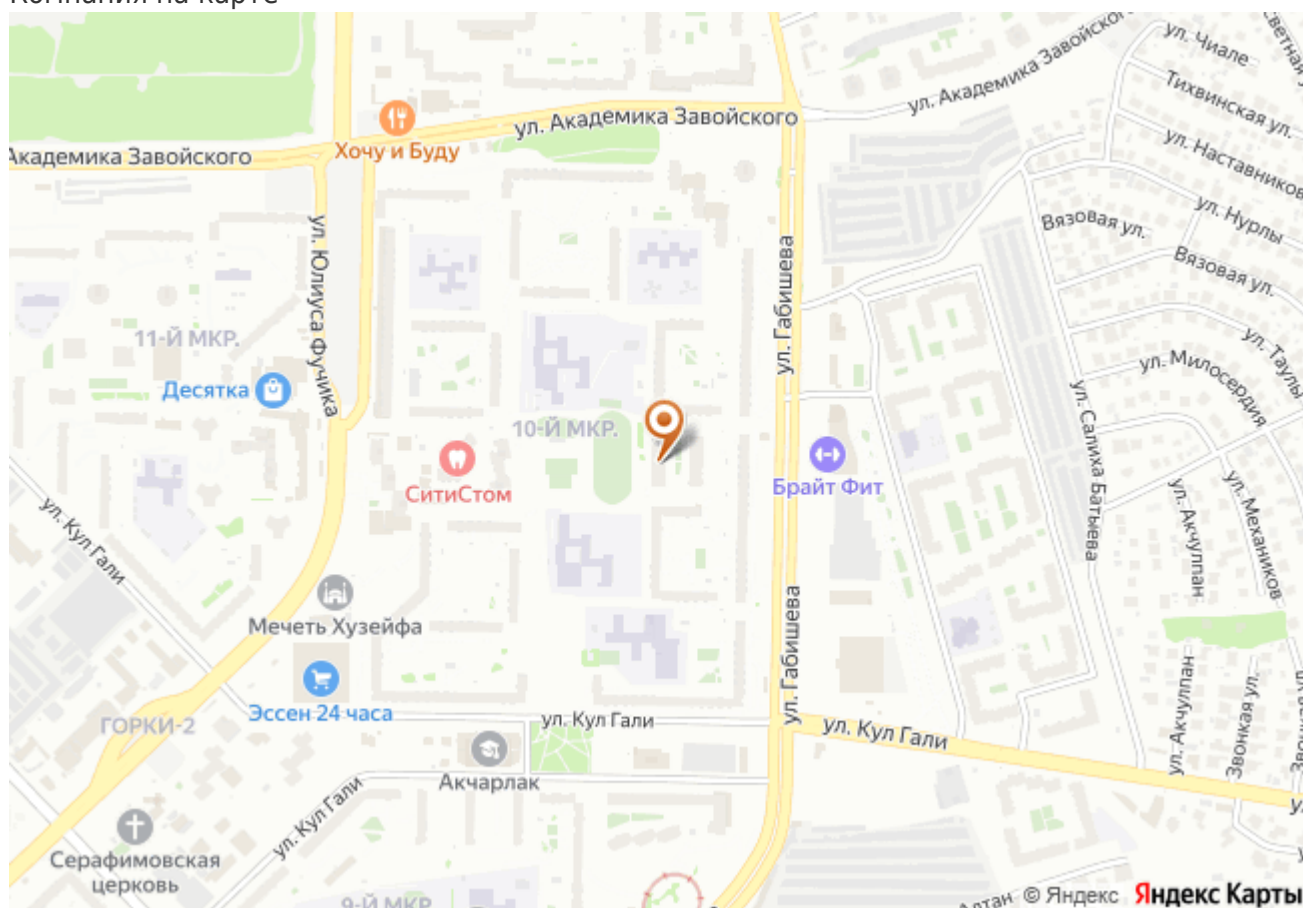 Компания на карте
ул. Академика Завойского
ул. Чиале
Тихвинская ул.
ул. Наставников
ул. Нурлы
Хочу и Буду
ул. Академика Завойского
Академика Завойского
Вязовая ул.
Вязовая ул.
ул. Юлиуса Фучика
ул. Габишева
11-Й МКР.
Десятка
10-Й МКР.
ул. Таулы
ул. Милосердия
СитиСтом
Брайт Фит
ул. Салиха Батыева
ул. Акчулпан
ул. Механиков
ул. Кул Гали
Мечеть Хузейфа
ул. Габишева
Эссен 24 часа
ГОРКИ-2
ул. Кул Гали
ул. Кул Гали
ул. Акчулпан
Звонкая ул.
Акчарлак
ул. Кул Гали
Серафимовская
церковь
9-Й МКР
© Яндекс Яндекс Карты